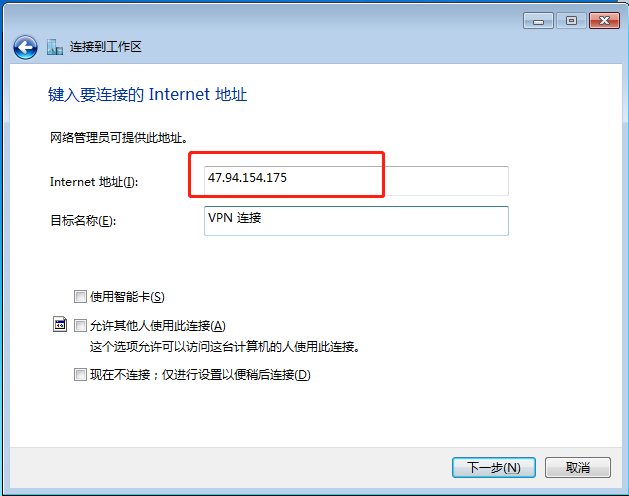 连接到工作区
键入要连接的 Internet 地址
网络管理员可提供此地址。
Internet 地址(I): 47.94.154.175
目标名称(E): VPN 连接
使用智能卡(S)
允许其他人使用此连接(A)
这个选项允许可以访问这台计算机的人使用此连接。
现在不连接；仅进行设置以便稍后连接(D)
下一步(N) 取消